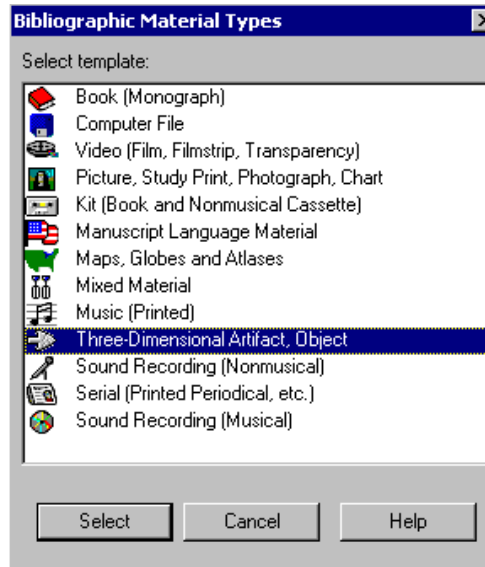 Bibliographic Material Types
Select template:
Book (Monograph)
Computer File
Video (Film, Filmstrip, Transparency)
Picture, Study Print, Photograph, Chart
Kit (Book and Nonmusical Cassette)
Manuscript Language Material
Maps, Globes and Atlases
Mixed Material
Music (Printed)
Three-Dimensional Artifact, Object
Sound Recording (Nonmusical)
Serial (Printed Periodical, etc.)
Sound Recording (Musical)
Select Cancel Help